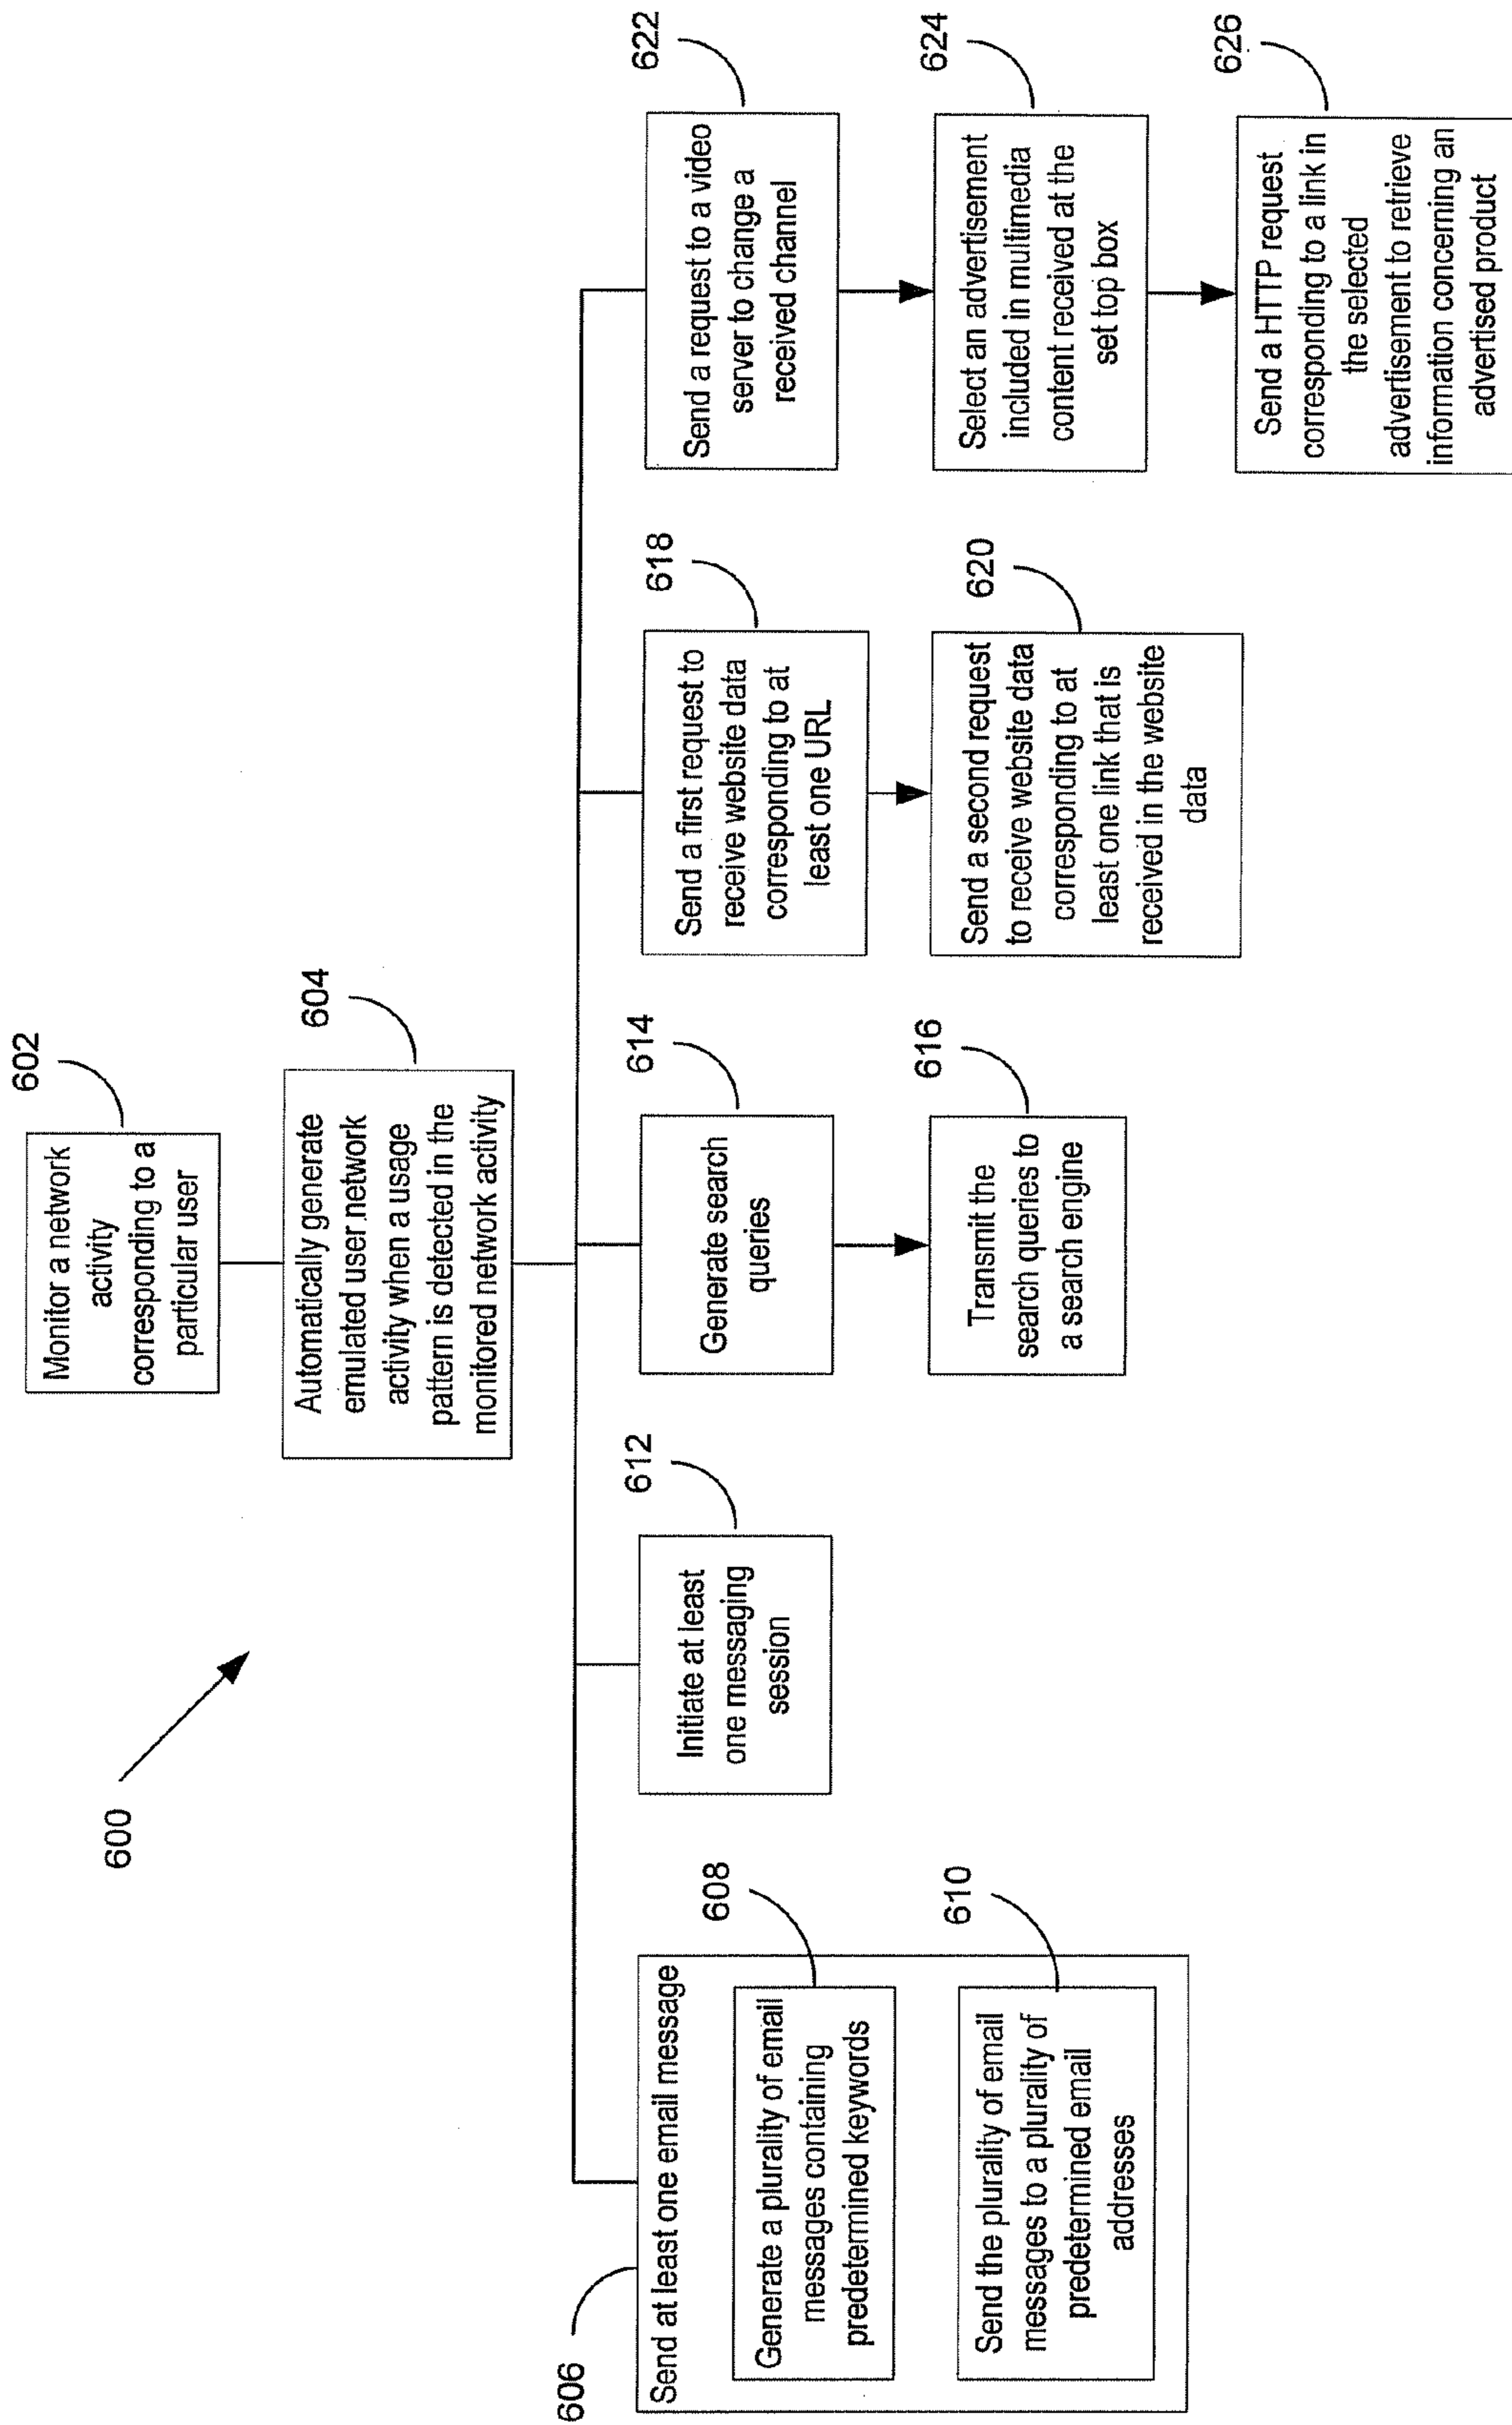 600
602
Monitor a network
activity
corresponding to a
particular user
604
Automatically generate
emulated user network
activity when a usage
pattern is detected in the
monitored network activity
606
Send at least one email message
608
Generate a plurality of email
messages containing
predetermined keywords
610
Send the plurality of email
messages to a plurality of
predetermined email
addresses
612
Initiate at least
one messaging
session
614
Generate search
queries
616
Transmit the
search queries to
a search engine
618
Send a first request to
receive website data
corresponding to at
least one URL
620
Send a second request
to receive website data
corresponding to at
least one link that is
received in the website
data
622
Send a request to a video
server to change a
received channel
624
Select an advertisement
included in multimedia
content received at the
set top box
626
Send a HTTP request
corresponding to a link in
the selected
advertisement to retrieve
information concerning an
advertised product